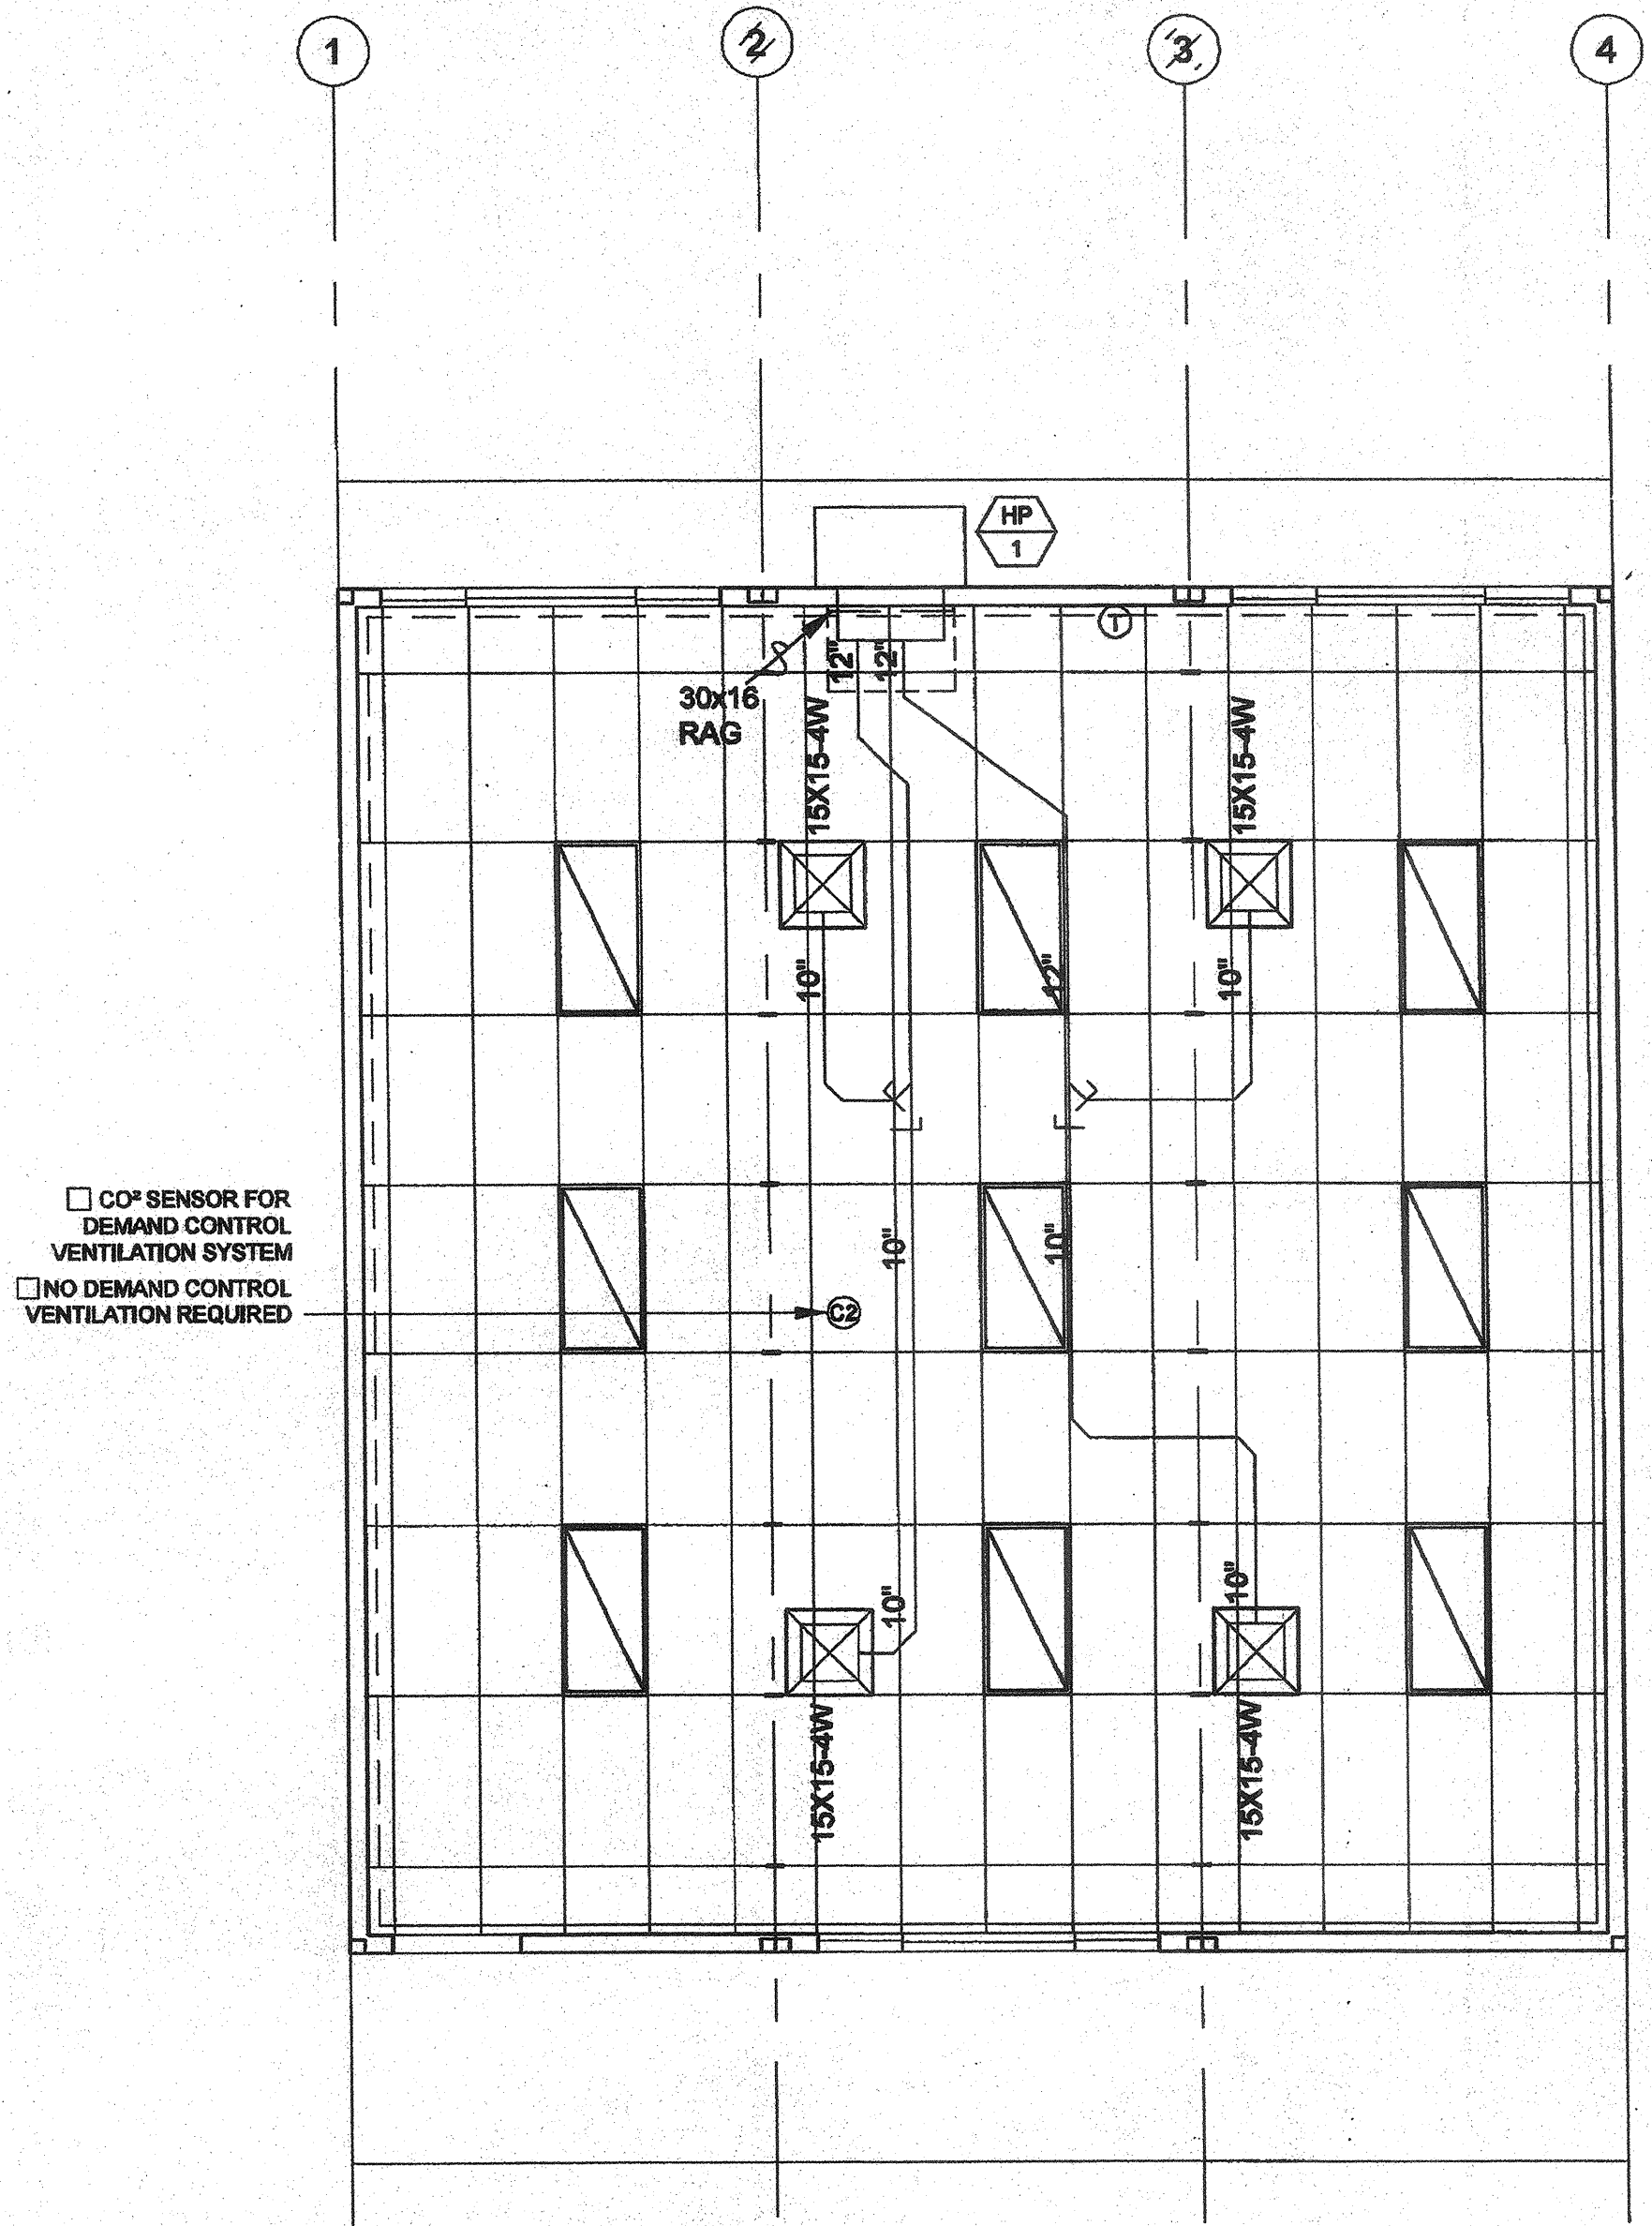 1
2
3
4
HP
1
T
12"
12"
30x16
RAG
15X15-4W
15X15-4W
10"
12"
10"
☐ CO² SENSOR FOR
DEMAND CONTROL
VENTILATION SYSTEM
☐ NO DEMAND CONTROL
VENTILATION REQUIRED
C2
10"
10"
10"
10"
15X15-4W
15X15-4W